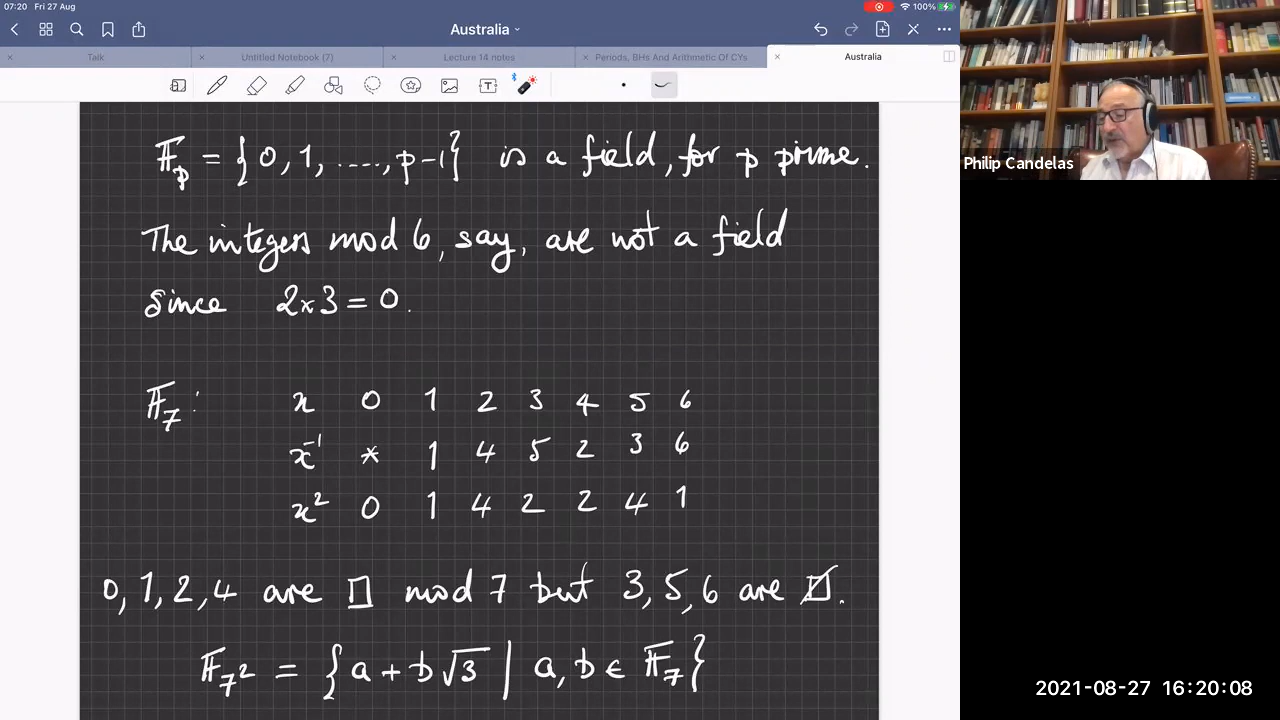 07:20 Fri 27 Aug
100%
Australia
Talk
Untitled Notebook (7)
Lecture 14 notes
Periods, BHs And Arithmetic Of CYs
Australia
T
Philip Candelas
𝔽_p = {0, 1, ....., p-1} is a field, for p prime.
The integers mod 6, say, are not a field
since 2×3 = 0.
𝔽_7: x 0 1 2 3 4 5 6
x⁻¹ * 1 4 5 2 3 6
x² 0 1 4 2 2 4 1
0, 1, 2, 4 are □ mod 7 but 3, 5, 6 are □̸.
𝔽_{7²} = {a + b√3 | a, b ∈ 𝔽_7}
2021-08-27 16:20:08